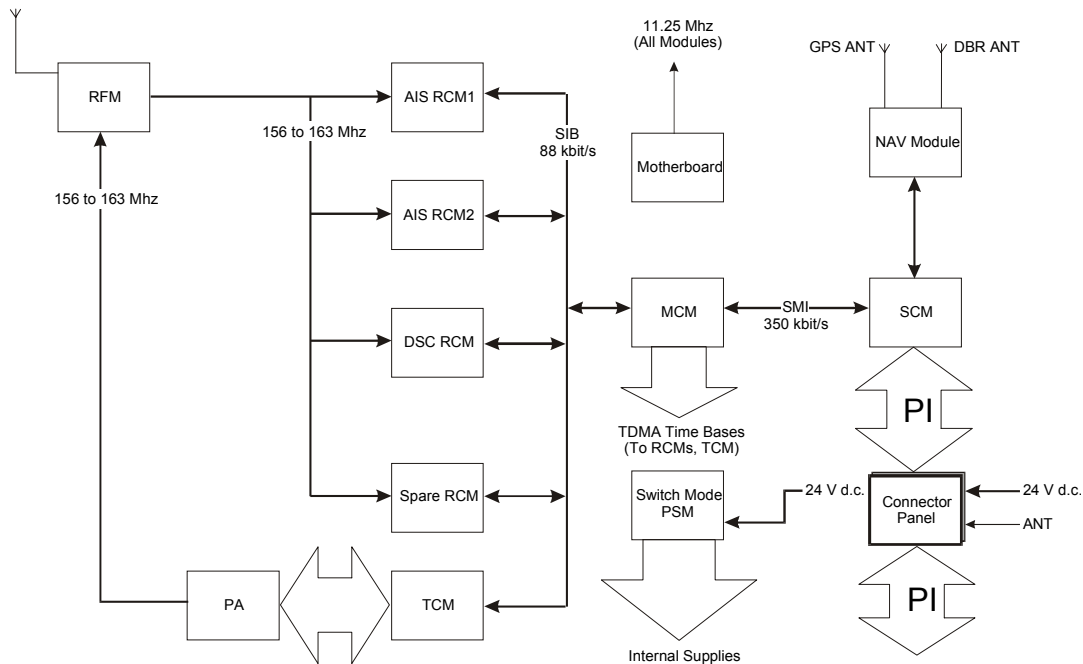 11.25 Mhz
(All Modules)
GPS ANT
DBR ANT
RFM
AIS RCM1
156 to 163 Mhz
SIB
88 kbit/s
Motherboard
NAV Module
156 to 163 Mhz
AIS RCM2
MCM
SMI
350 kbit/s
SCM
DSC RCM
PI
TDMA Time Bases
(To RCMs, TCM)
Spare RCM
Switch Mode
PSM
24 V d.c.
Connector
Panel
24 V d.c.
ANT
PA
TCM
PI
Internal Supplies